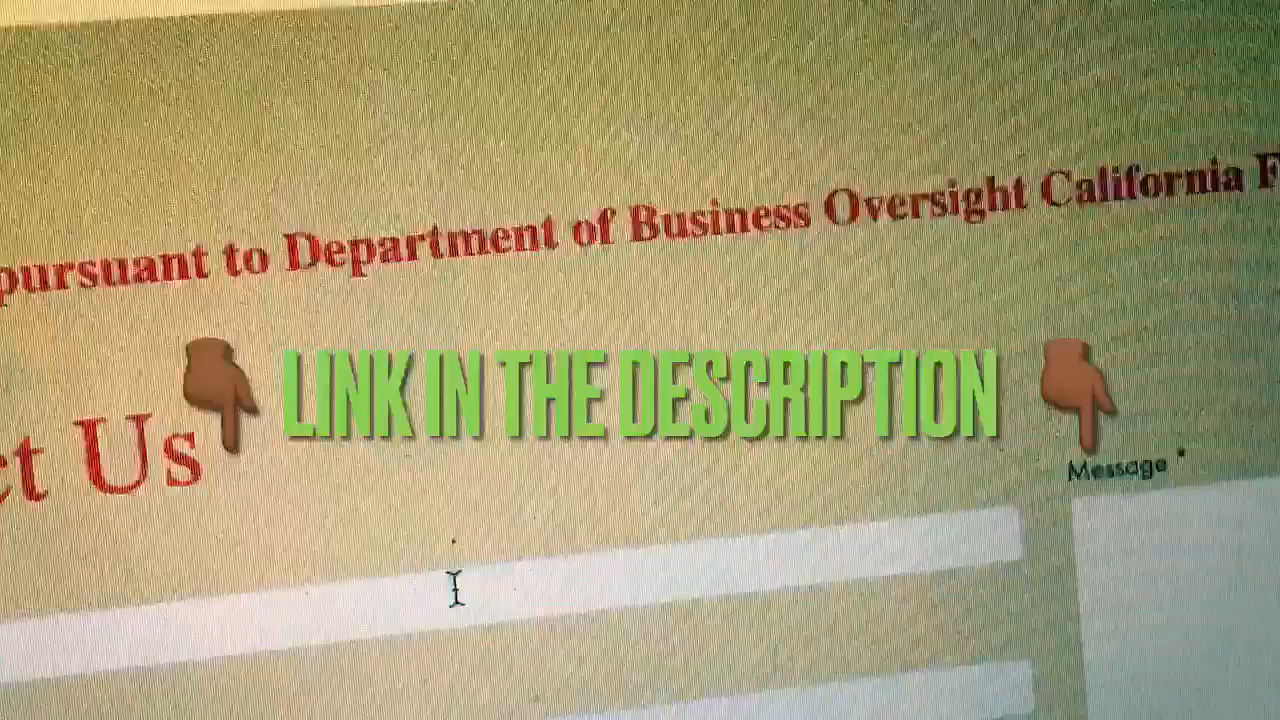 pursuant to Department of Business Oversight California F
LINK IN THE DESCRIPTION
ct Us
Message *